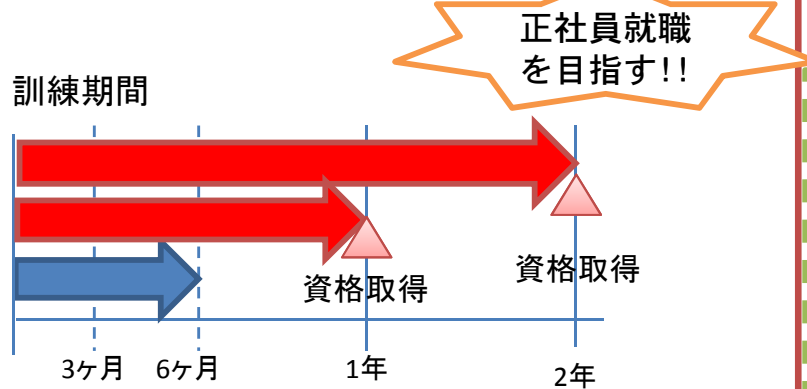 正社員就職
を目指す!!
訓練期間
資格取得
資格取得
3ヶ月
6ヶ月
1年
2年